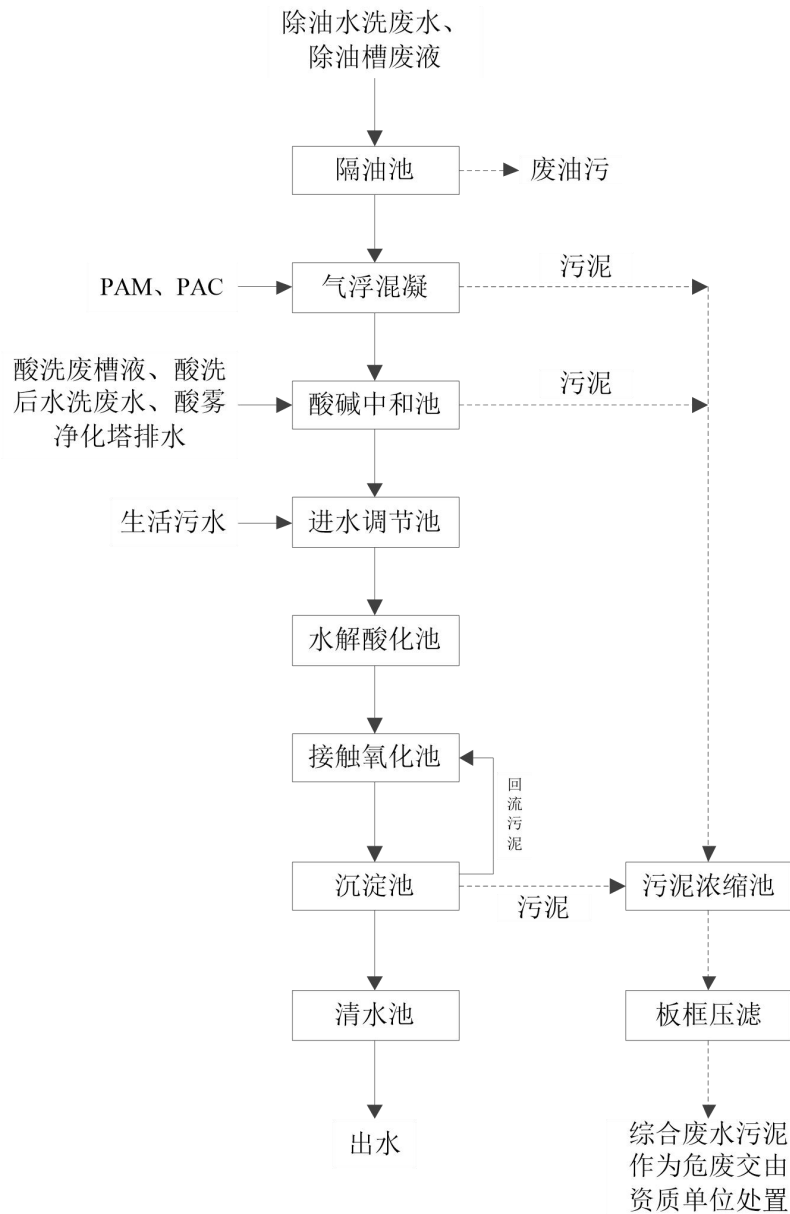 除油水洗废水、
除油槽废液
隔油池
废油污
PAM、PAC
气浮混凝
污泥
酸洗废槽液、酸洗
后水洗废水、酸雾
净化塔排水
酸碱中和池
污泥
生活污水
进水调节池
水解酸化池
接触氧化池
回流污泥
沉淀池
污泥
污泥浓缩池
清水池
板框压滤
出水
综合废水污泥
作为危废交由
资质单位处置